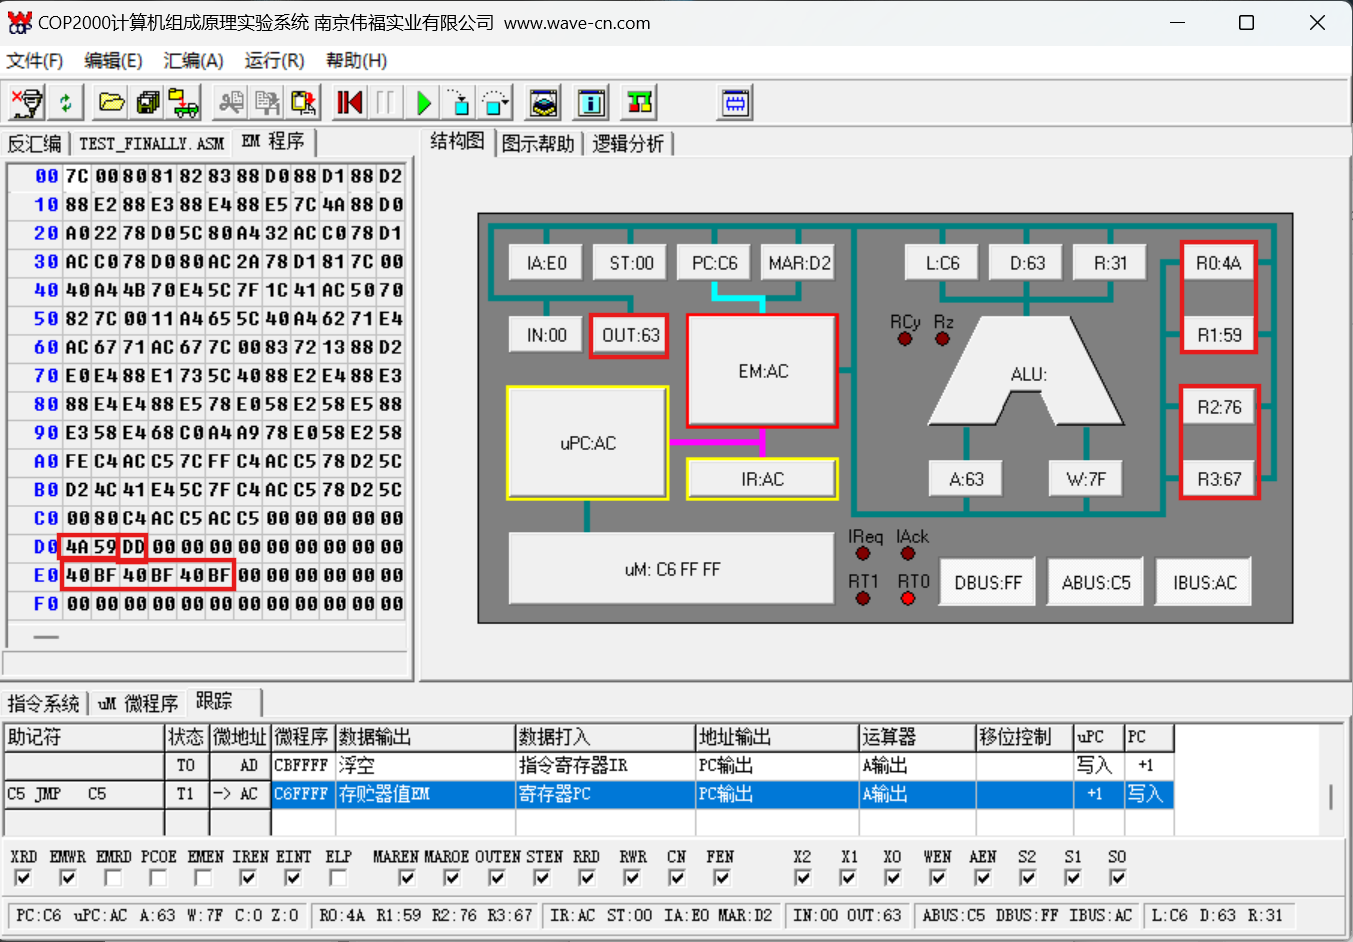 COP2000计算机组成原理实验系统 南京伟福实业有限公司 www.wave-cn.com
文件(F) 编辑(E) 汇编(A) 运行(R) 帮助(H)
反汇编 TEST_FINALLY.ASM EM 程序
结构图 图示帮助 逻辑分析
00 7C 00 80 81 82 83 88 D0 88 D1 88 D2
10 88 E2 88 E3 88 E4 88 E5 7C 4A 88 D0
20 A0 22 78 D0 5C 80 A4 32 AC C0 78 D1
30 AC C0 78 D0 80 AC 2A 78 D1 81 7C 00
40 40 A4 4B 70 E4 5C 7F 1C 41 AC 50 70
50 82 7C 00 11 A4 65 5C 40 A4 62 71 E4
60 AC 67 71 AC 67 7C 00 83 72 13 88 D2
70 E0 E4 88 E1 73 5C 40 88 E2 E4 88 E3
80 88 E4 E4 88 E5 78 E0 58 E2 58 E5 88
90 E3 58 E4 68 C0 A4 A9 78 E0 58 E2 58
A0 FE C4 AC C5 7C FF C4 AC C5 78 D2 5C
B0 D2 4C 41 E4 5C 7F C4 AC C5 78 D2 5C
C0 00 80 C4 AC C5 AC C5 00 00 00 00 00
D0 4A 59 DD 00 00 00 00 00 00 00 00 00
E0 40 BF 40 BF 40 BF 00 00 00 00 00 00
F0 00 00 00 00 00 00 00 00 00 00 00 00
IA:E0 ST:00 PC:C6 MAR:D2 L:C6 D:63 R:31 R0:4A
IN:00 OUT:63 RCy Rz R1:59
EM:AC ALU:
uPC:AC R2:76
IR:AC A:63 W:7F R3:67
IReq IAck
uM: C6 FF FF RT1 RT0 DBUS:FF ABUS:C5 IBUS:AC
指令系统 uM 微程序 跟踪
助记符 状态 微地址 微程序 数据输出 数据打入 地址输出 运算器 移位控制 uPC PC
T0 AD CBFFFF 浮空 指令寄存器IR PC输出 A输出 写入 +1
C5 JMP C5 T1 -> AC C6FFFF 存贮器值EM 寄存器PC PC输出 A输出 +1 写入
XRD EMWR EMRD PCOE EMEN IREN EINT ELP MAREN MAROE OUTEN STEN RRD RWR CN FEN X2 X1 X0 WEN AEN S2 S1 S0
PC:C6 uPC:AC A:63 W:7F C:0 Z:0 R0:4A R1:59 R2:76 R3:67 IR:AC ST:00 IA:E0 MAR:D2 IN:00 OUT:63 ABUS:C5 DBUS:FF IBUS:AC L:C6 D:63 R:31